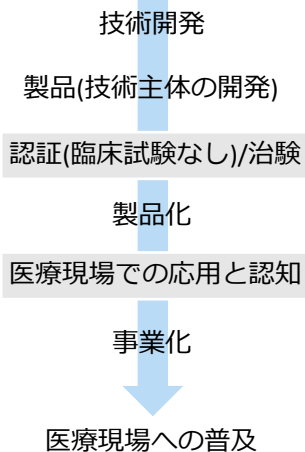 技術開発
製品(技術主体の開発)
認証(臨床試験なし)/治験
製品化
医療現場での応用と認知
事業化
医療現場への普及